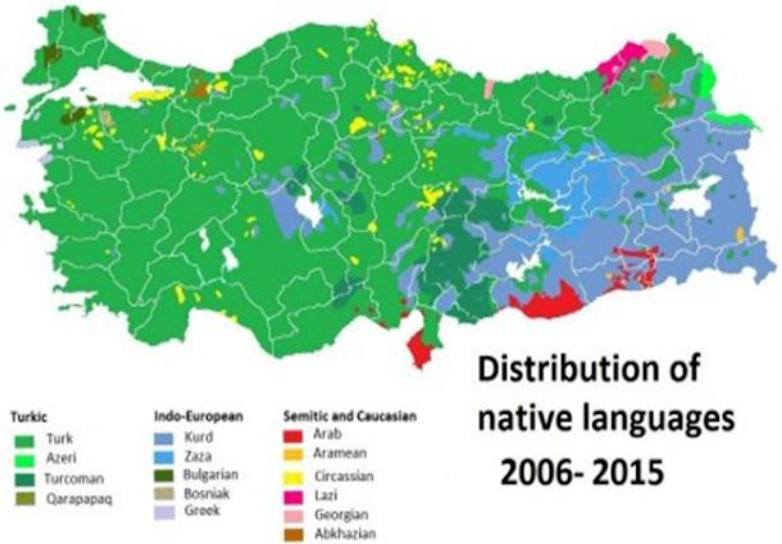 Distribution of
native languages
2006- 2015
Turkic
Turk
Azeri
Turcoman
Qarapapaq
Indo-European
Kurd
Zaza
Bulgarian
Bosniak
Greek
Semitic and Caucasian
Arab
Aramean
Circassian
Lazi
Georgian
Abkhazian